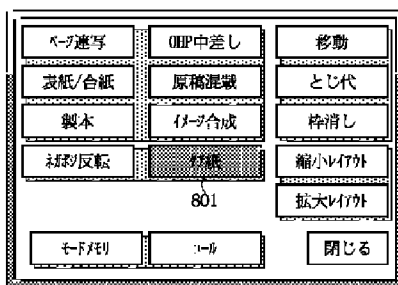 ページ連写 OHP中差し 移動
表紙/合紙 原稿混載 とじ代
製本 イメージ合成 枠消し
ネガポジ反転 縮小レイアウト
801 拡大レイアウト
モードメモリ コール 閉じる